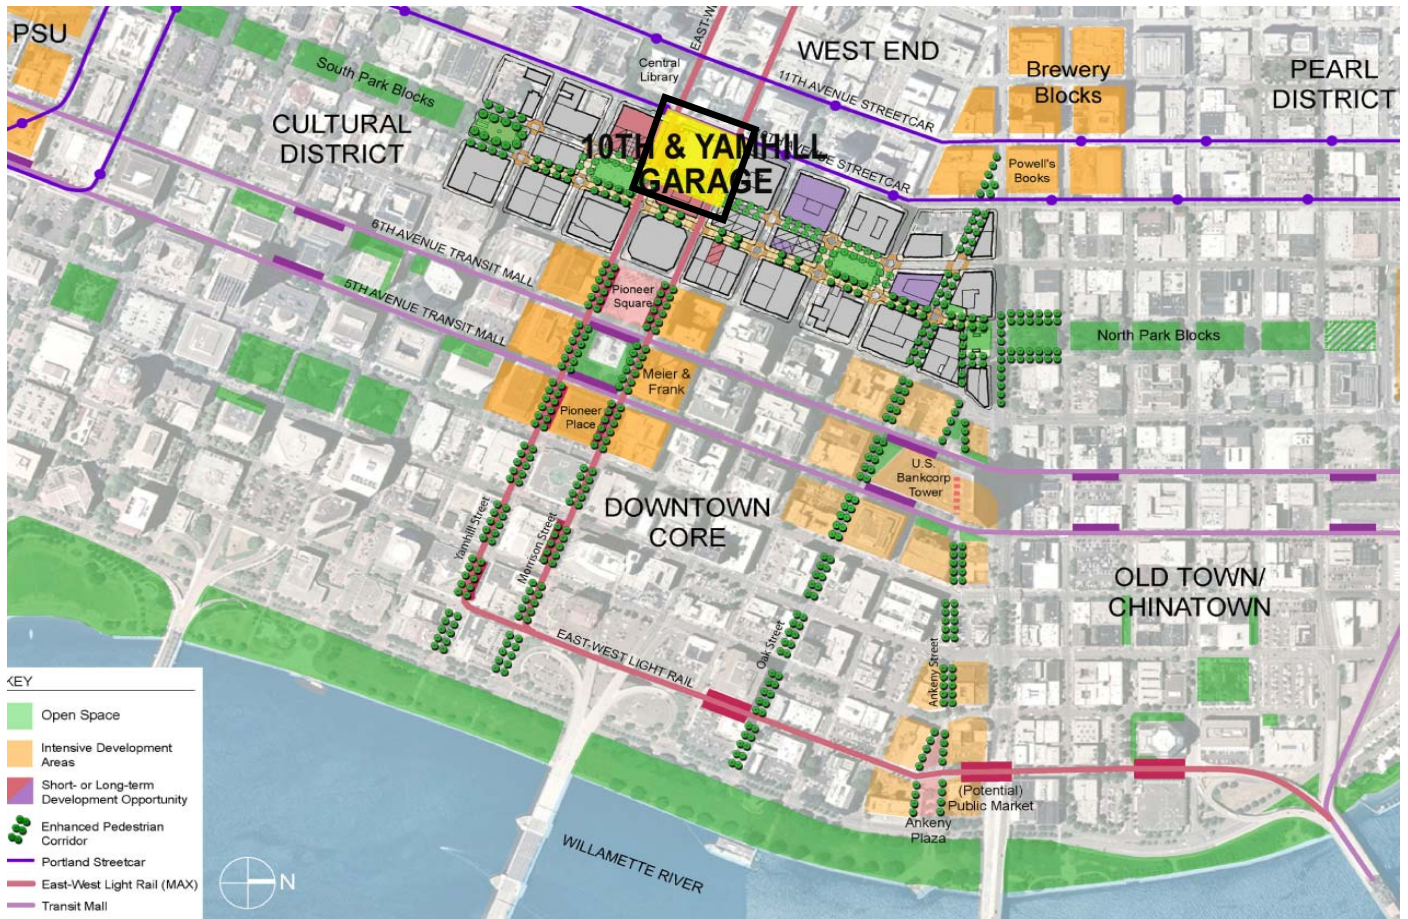 PSU
South Park Blocks
CULTURAL
DISTRICT
Central
Library
EAST-W
WEST END
11TH AVENUE STREETCAR
Brewery
Blocks
PEARL
DISTRICT
10TH & YAMHILL
GARAGE
AVENUE STREETCAR
Powell's
Books
6TH AVENUE TRANSIT MALL
5TH AVENUE TRANSIT MALL
Pioneer
Square
North Park Blocks
Meier &
Frank
Pioneer
Place
U.S.
Bankcorp
Tower
DOWNTOWN
CORE
Yamhill Street
Morrison Street
OLD TOWN/
CHINATOWN
EAST-WEST LIGHT RAIL
Oak Street
Ankeny Street
(Potential)
Public Market
Ankeny
Plaza
WILLAMETTE RIVER
KEY
Open Space
Intensive Development
Areas
Short- or Long-term
Development Opportunity
Enhanced Pedestrian
Corridor
Portland Streetcar
East-West Light Rail (MAX)
Transit Mall
N